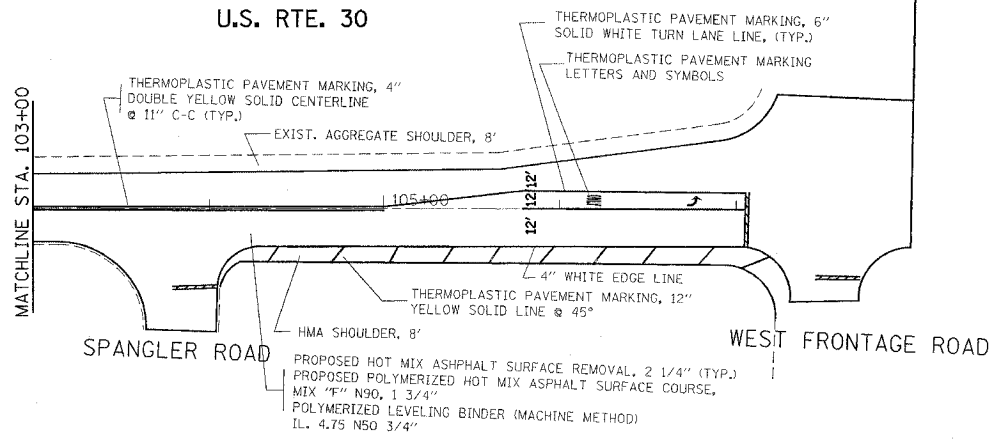 U.S. RTE. 30
THERMOPLASTIC PAVEMENT MARKING, 6"
SOLID WHITE TURN LANE LINE, (TYP.)
THERMOPLASTIC PAVEMENT MARKING
LETTERS AND SYMBOLS
THERMOPLASTIC PAVEMENT MARKING, 4"
DOUBLE YELLOW SOLID CENTERLINE
@ 11" C-C (TYP.)
EXIST. AGGREGATE SHOULDER, 8'
MATCHLINE STA. 103+00
105+00
12'
12'
12'
4" WHITE EDGE LINE
THERMOPLASTIC PAVEMENT MARKING, 12"
YELLOW SOLID LINE @ 45°
HMA SHOULDER, 8'
SPANGLER ROAD
WEST FRONTAGE ROAD
PROPOSED HOT MIX ASHPHALT SURFACE REMOVAL, 2 1/4" (TYP.)
PROPOSED POLYMERIZED HOT MIX ASPHALT SURFACE COURSE,
MIX "F" N90, 1 3/4"
POLYMERIZED LEVELING BINDER (MACHINE METHOD)
IL. 4.75 N50 3/4"